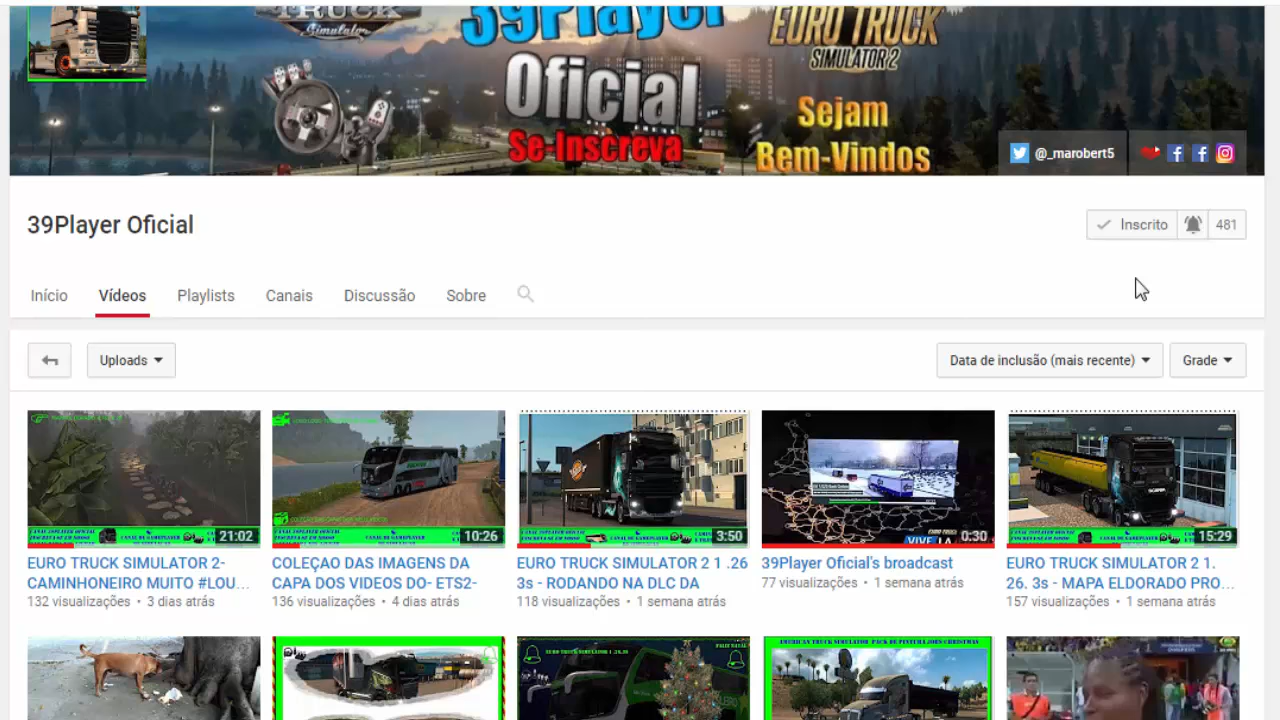 TRUCK
Simulator
39Player
Oficial
Se-Inscreva
EURO TRUCK
SIMULATOR 2
Sejam
Bem-Vindos
@_marobert5
39Player Oficial
Inscrito
481
Início
Vídeos
Playlists
Canais
Discussão
Sobre
Uploads
Data de inclusão (mais recente)
Grade
21:02
10:26
3:50
VIVE LA
0:30
15:29
EURO TRUCK SIMULATOR 2-
CAMINHONEIRO MUITO #LOU...
132 visualizações • 3 dias atrás
COLEÇAO DAS IMAGENS DA
CAPA DOS VIDEOS DO- ETS2-
136 visualizações • 4 dias atrás
EURO TRUCK SIMULATOR 2 1 .26
3s - RODANDO NA DLC DA
118 visualizações • 1 semana atrás
39Player Oficial's broadcast
77 visualizações • 1 semana atrás
EURO TRUCK SIMULATOR 2 1.
26. 3s - MAPA ELDORADO PRO...
157 visualizações • 1 semana atrás